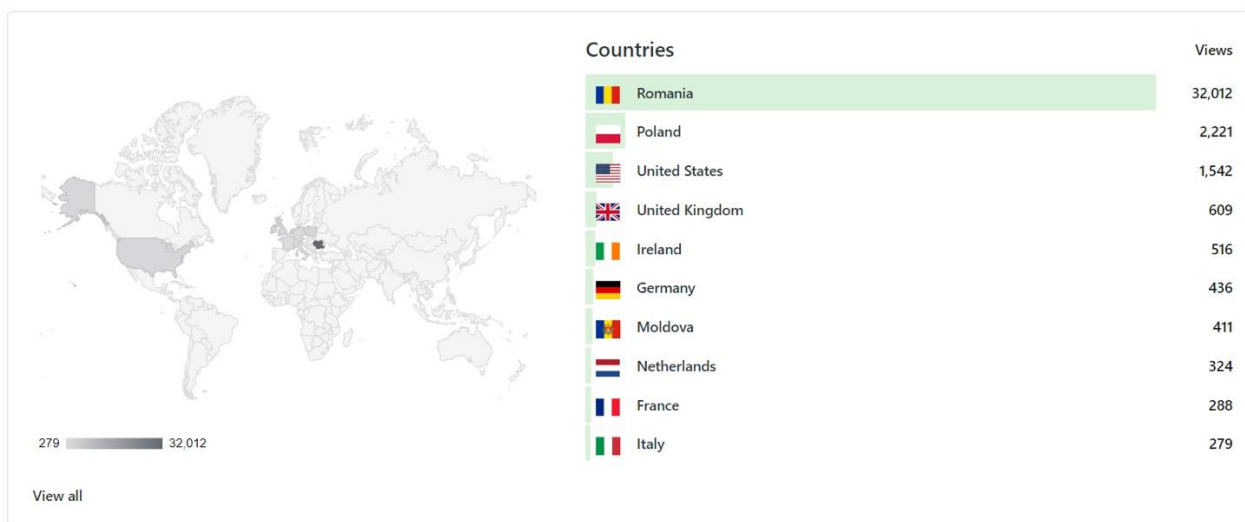 Countries Views
Romania 32,012
Poland 2,221
United States 1,542
United Kingdom 609
Ireland 516
Germany 436
Moldova 411
Netherlands 324
France 288
Italy 279
279 32,012
View all